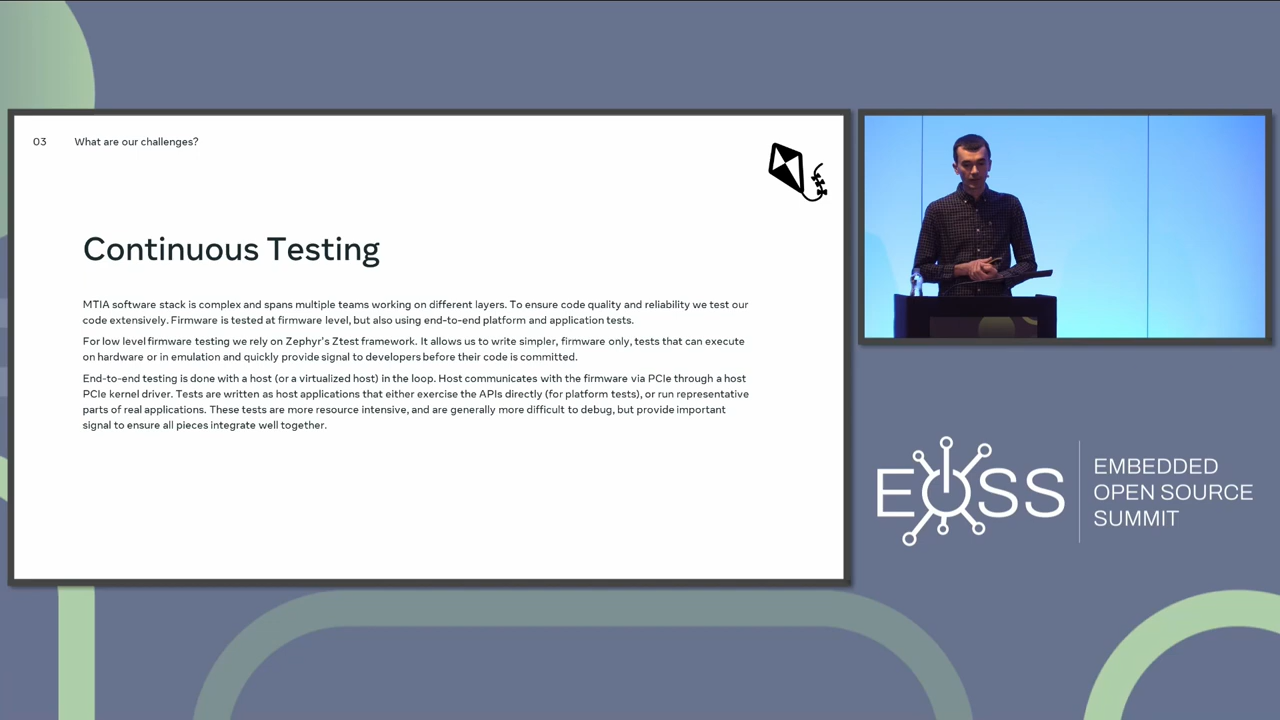 03 What are our challenges?
Continuous Testing
MTIA software stack is complex and spans multiple teams working on different layers. To ensure code quality and reliability we test our
code extensively. Firmware is tested at firmware level, but also using end-to-end platform and application tests.
For low level firmware testing we rely on Zephyr's Ztest framework. It allows us to write simpler, firmware only, tests that can execute
on hardware or in emulation and quickly provide signal to developers before their code is committed.
End-to-end testing is done with a host (or a virtualized host) in the loop. Host communicates with the firmware via PCIe through a host
PCIe kernel driver. Tests are written as host applications that either exercise the APIs directly (for platform tests), or run representative
parts of real applications. These tests are more resource intensive, and are generally more difficult to debug, but provide important
signal to ensure all pieces integrate well together.
EOSS
EMBEDDED
OPEN SOURCE
SUMMIT